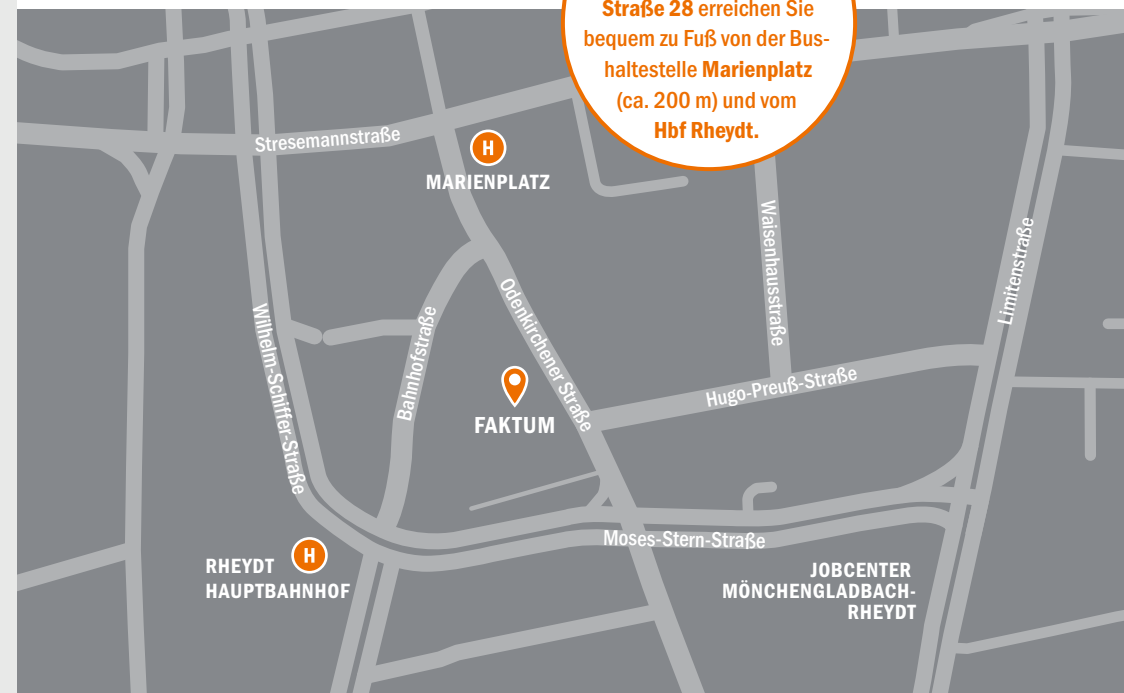 Straße 28 erreichen Sie
bequem zu Fuß von der Bus-
haltestelle Marienplatz
(ca. 200 m) und vom
Hbf Rheydt.
Stresemannstraße
H
MARIENPLATZ
Waisenhausstraße
Limitenstraße
Odenkirchener Straße
Wilhelm-Schiffer-Straße
Bahnhofstraße
Hugo-Preuß-Straße
FAKTUM
Moses-Stern-Straße
H
RHEYDT
HAUPTBAHNHOF
JOBCENTER
MÖNCHENGLADBACH-
RHEYDT